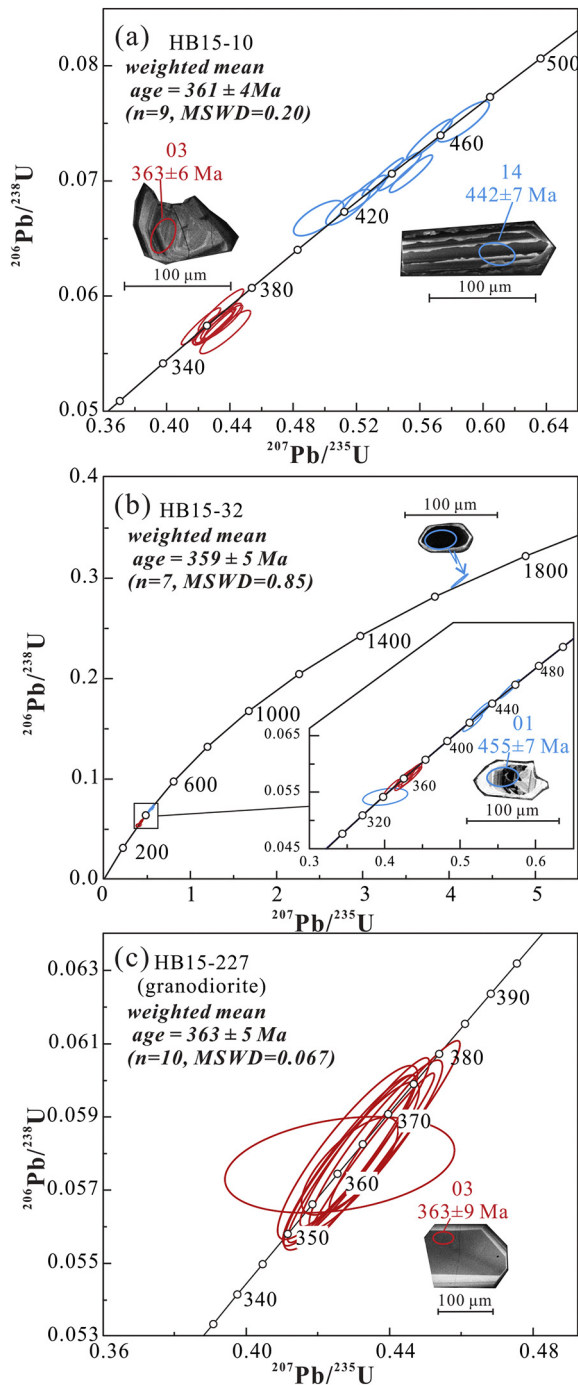 (a) HB15-10
weighted mean
age = 361 ± 4Ma
(n=9, MSWD=0.20)
03
363±6 Ma
100 μm
14
442±7 Ma
100 μm
500
460
420
380
340
0.08
0.07
0.06
0.05
206Pb/238U
0.36 0.40 0.44 0.48 0.52 0.56 0.60 0.64
207Pb/235U
(b) HB15-32
weighted mean
age = 359 ± 5 Ma
(n=7, MSWD=0.85)
100 μm
1800
1400
1000
600
200
0.4
0.3
0.2
0.1
0.0
206Pb/238U
0.065
0.055
0.045
480
440
400
360
320
01
455±7 Ma
100 μm
0.3 0.4 0.5 0.6
0 1 2 3 4 5
207Pb/235U
(c) HB15-227
(granodiorite)
weighted mean
age = 363 ± 5 Ma
(n=10, MSWD=0.067)
390
380
370
360
350
340
03
363±9 Ma
100 μm
0.063
0.061
0.059
0.057
0.055
0.053
206Pb/238U
0.36 0.40 0.44 0.48
207Pb/235U